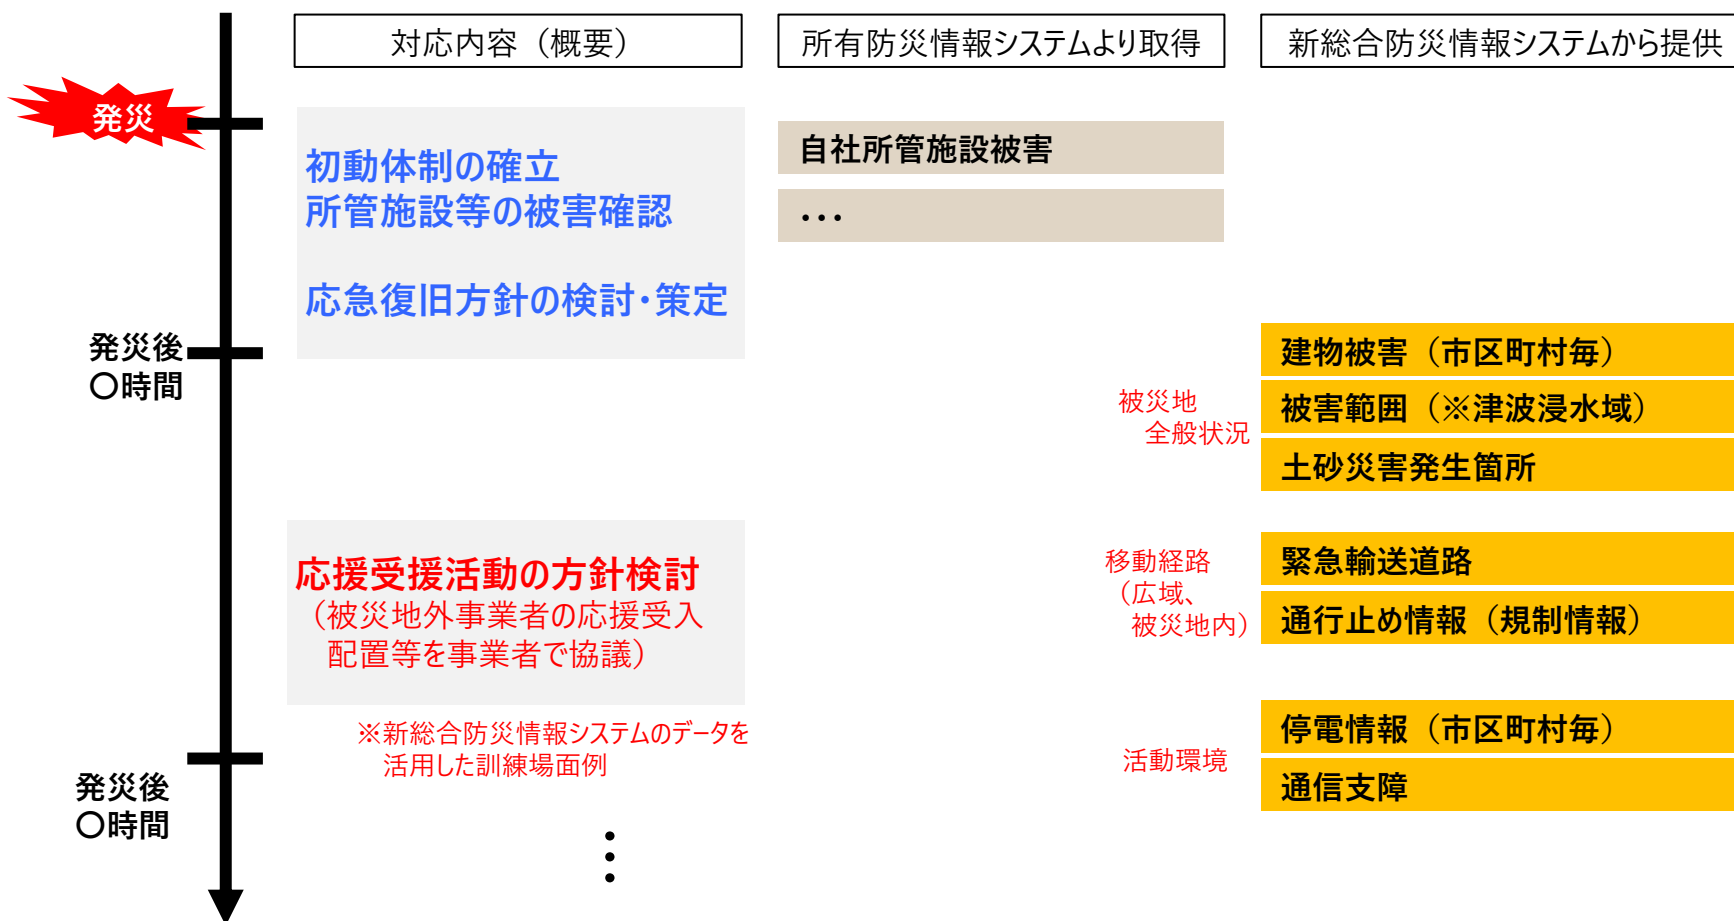 対応内容（概要）
所有防災情報システムより取得
新総合防災情報システムから提供
発災
初動体制の確立
所管施設等の被害確認
応急復旧方針の検討・策定
自社所管施設被害
･･･
発災後
〇時間
被災地
全般状況
建物被害（市区町村毎）
被害範囲（※津波浸水域）
土砂災害発生箇所
応援受援活動の方針検討
（被災地外事業者の応援受入
配置等を事業者で協議）
移動経路
（広域、
被災地内）
緊急輸送道路
通行止め情報（規制情報）
※新総合防災情報システムのデータを
活用した訓練場面例
活動環境
停電情報（市区町村毎）
通信支障
発災後
〇時間